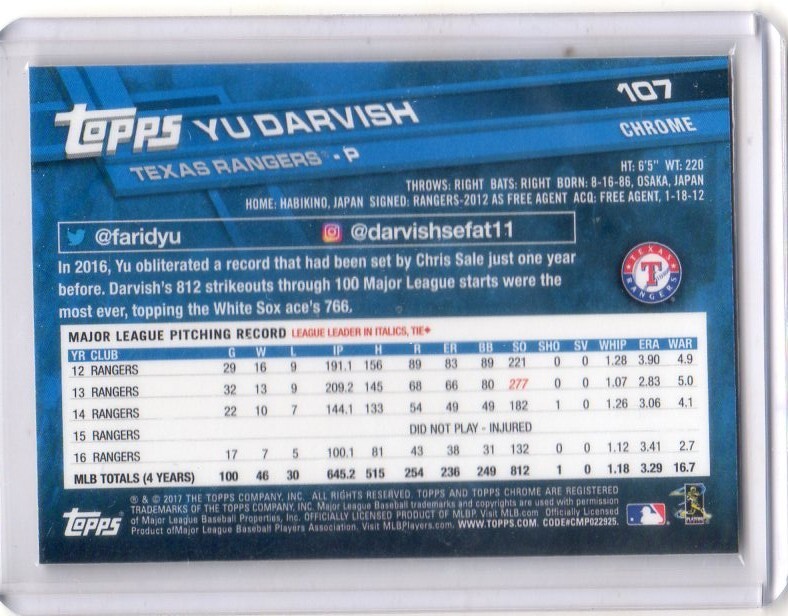 topps YU DARVISH 107
TEXAS RANGERS™ - P CHROME
HT: 6'5" WT: 220
THROWS: RIGHT BATS: RIGHT BORN: 8-16-86, OSAKA, JAPAN
HOME: HABIKINO, JAPAN SIGNED: RANGERS-2012 AS FREE AGENT ACQ: FREE AGENT, 1-18-12
@faridyu @darvishsefat11
In 2016, Yu obliterated a record that had been set by Chris Sale just one year
before. Darvish's 812 strikeouts through 100 Major League starts were the
most ever, topping the White Sox ace's 766.
TEXAS T RANGERS
MAJOR LEAGUE PITCHING RECORD LEAGUE LEADER IN ITALICS, TIE♦
YR CLUB G W L IP H R ER BB SO SHO SV WHIP ERA WAR
12 RANGERS 29 16 9 191.1 156 89 83 89 221 0 0 1.28 3.90 4.9
13 RANGERS 32 13 9 209.2 145 68 66 80 277 0 0 1.07 2.83 5.0
14 RANGERS 22 10 7 144.1 133 54 49 49 182 1 0 1.26 3.06 4.1
15 RANGERS DID NOT PLAY - INJURED
16 RANGERS 17 7 5 100.1 81 43 38 31 132 0 0 1.12 3.41 2.7
MLB TOTALS (4 YEARS) 100 46 30 645.2 515 254 236 249 812 1 0 1.18 3.29 16.7
® & © 2017 THE TOPPS COMPANY, INC. ALL RIGHTS RESERVED. TOPPS AND TOPPS CHROME ARE REGISTERED
TRADEMARKS OF THE TOPPS COMPANY, INC. Major League Baseball trademarks and copyrights are used with permission
of Major League Baseball Properties, Inc. OFFICIALLY LICENSED PRODUCT OF MLBP. Visit MLB.com. Officially Licensed
Product ofMajor League Baseball Players Association. Visit MLBPlayers.com. WWW.TOPPS.COM. CODE#CMP022925.
topps